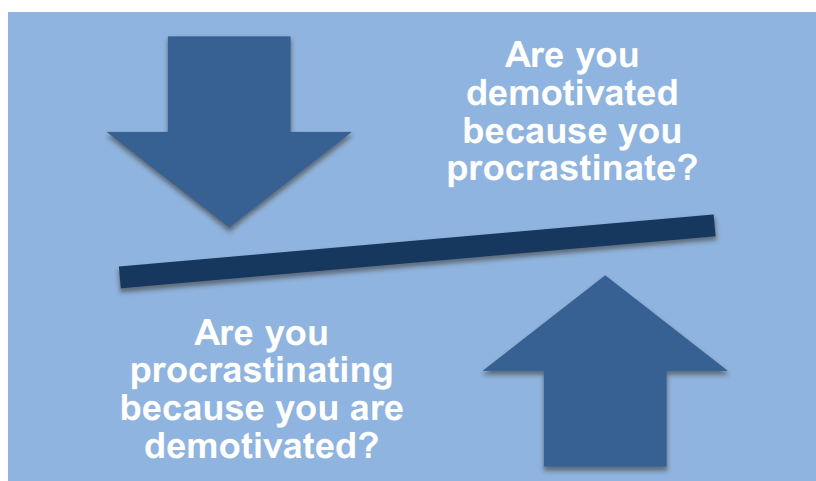 Are you
demotivated
because you
procrastinate?
Are you
procrastinating
because you are
demotivated?